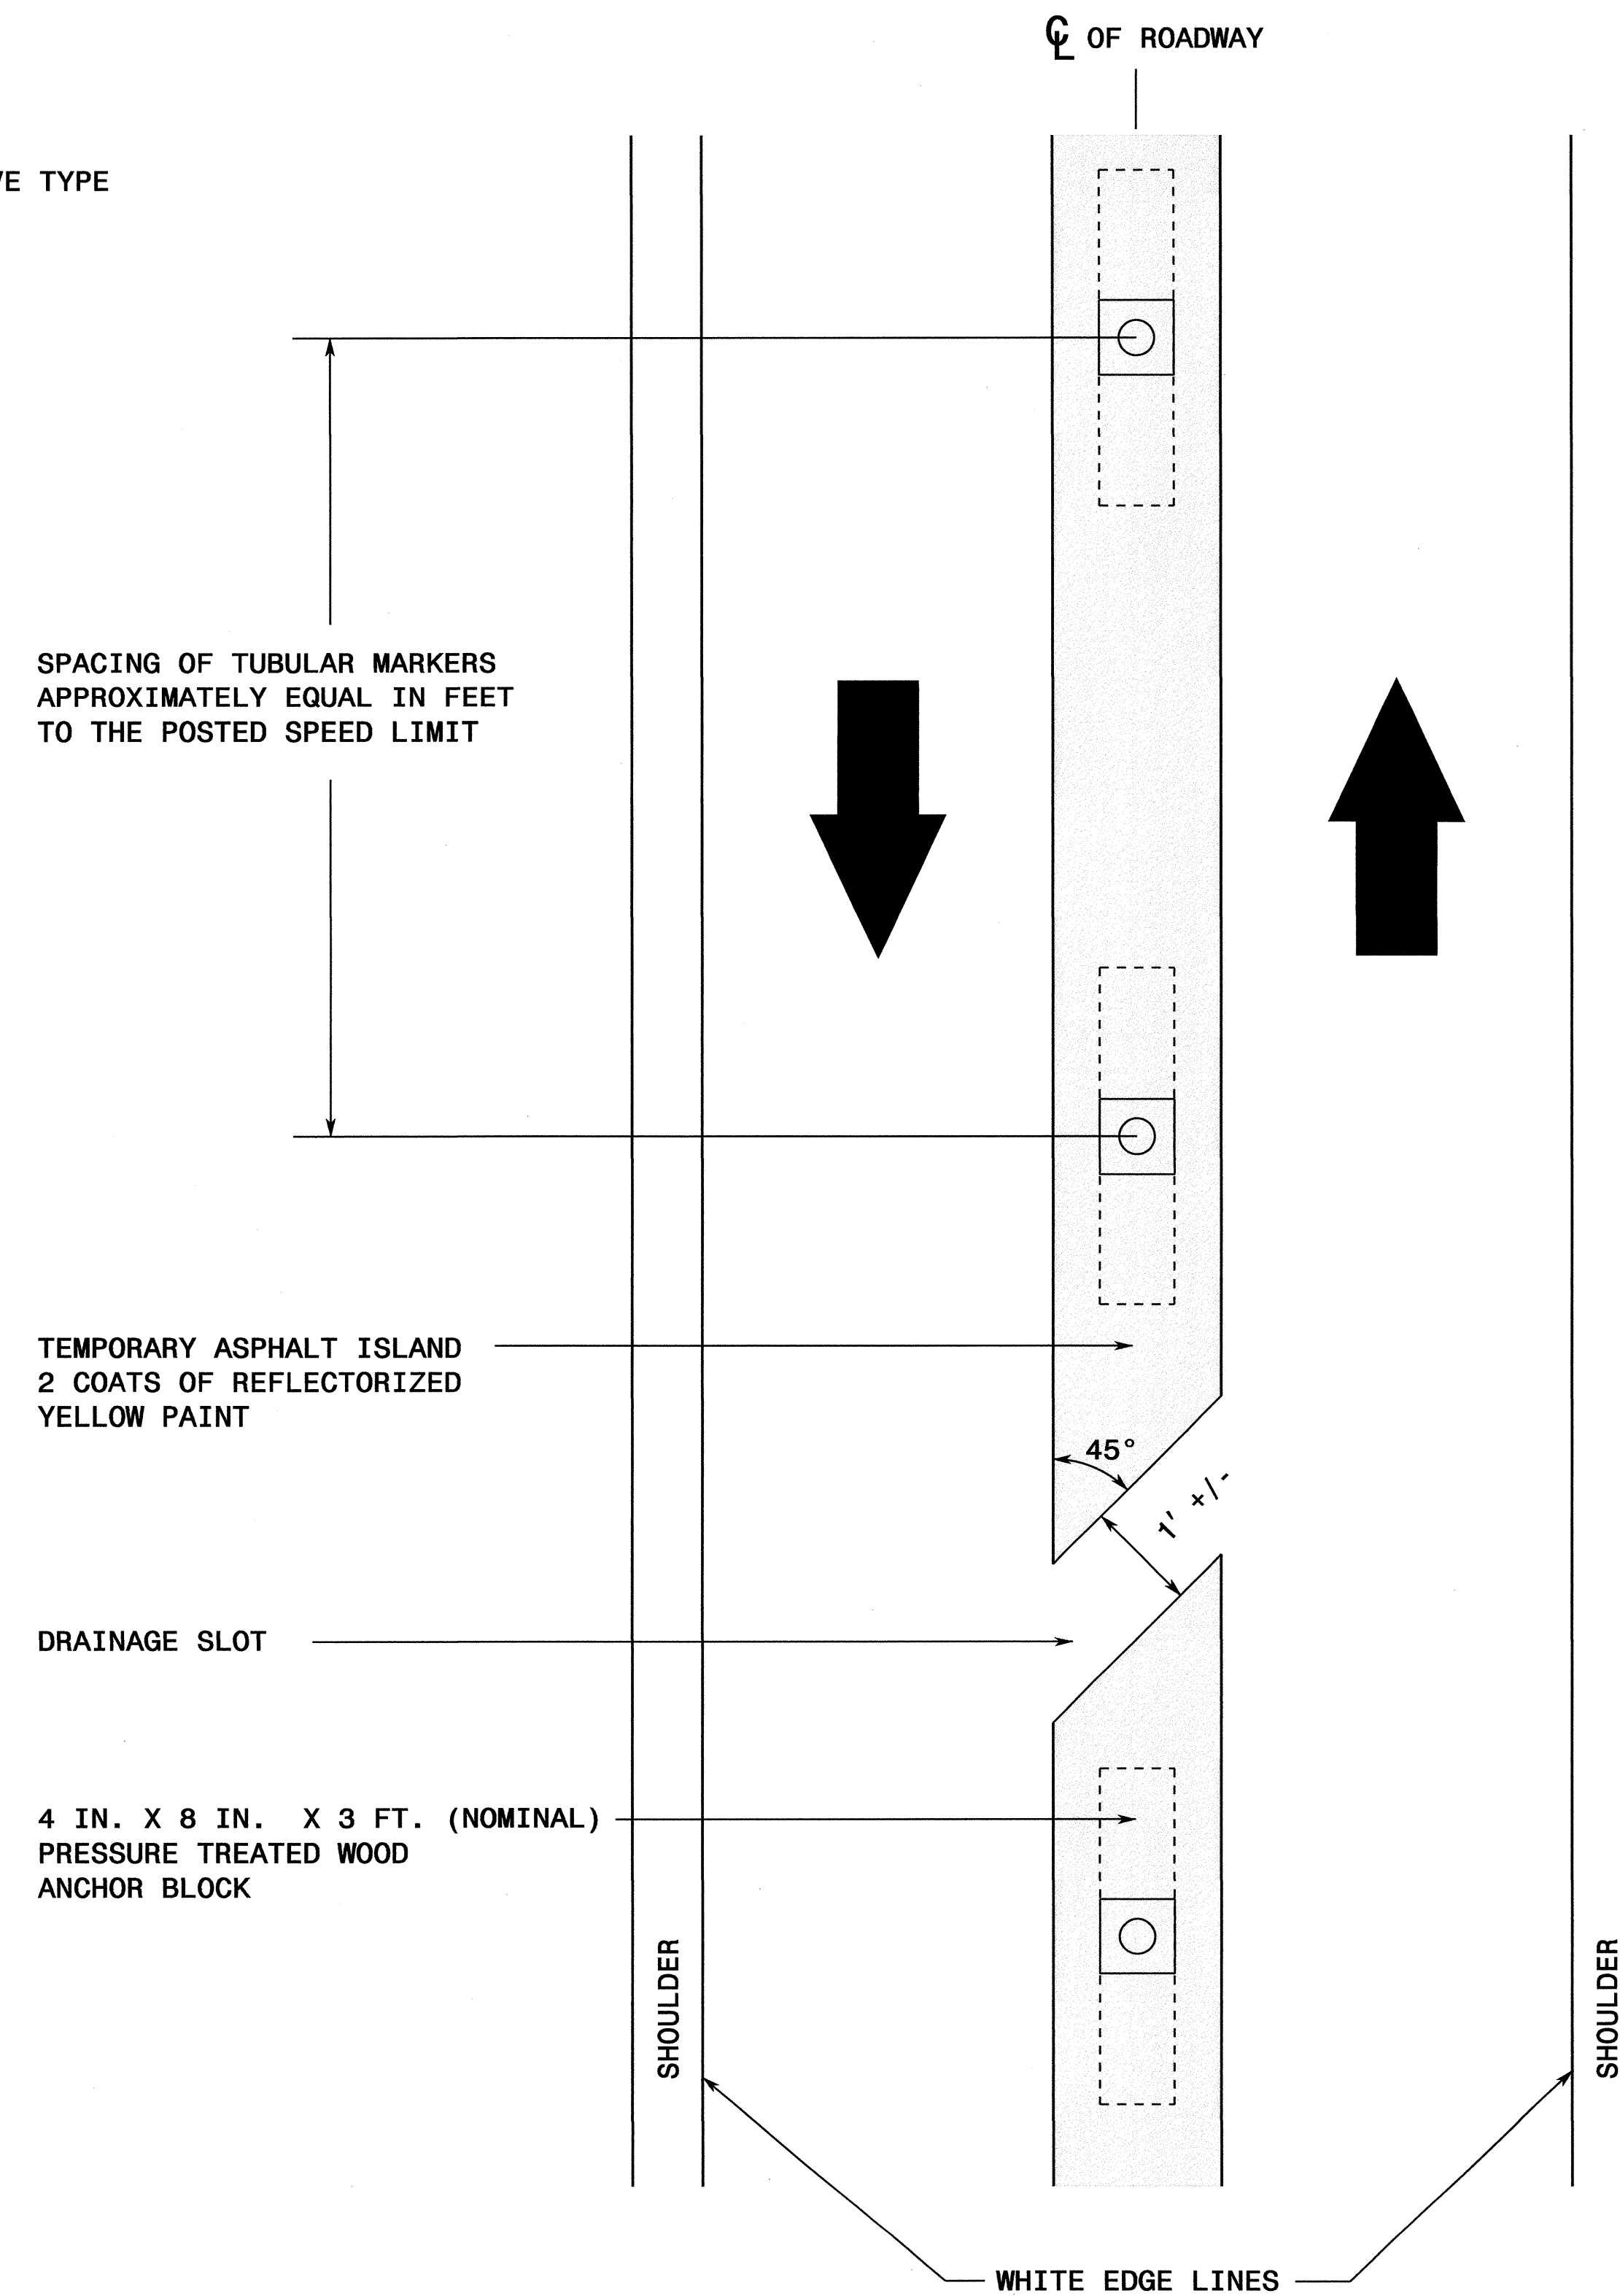 ℄ OF ROADWAY
TYPE
SPACING OF TUBULAR MARKERS
APPROXIMATELY EQUAL IN FEET
TO THE POSTED SPEED LIMIT
TEMPORARY ASPHALT ISLAND
2 COATS OF REFLECTORIZED
YELLOW PAINT
45°
1' +/-
DRAINAGE SLOT
4 IN. X 8 IN. X 3 FT. (NOMINAL)
PRESSURE TREATED WOOD
ANCHOR BLOCK
SHOULDER
SHOULDER
WHITE EDGE LINES